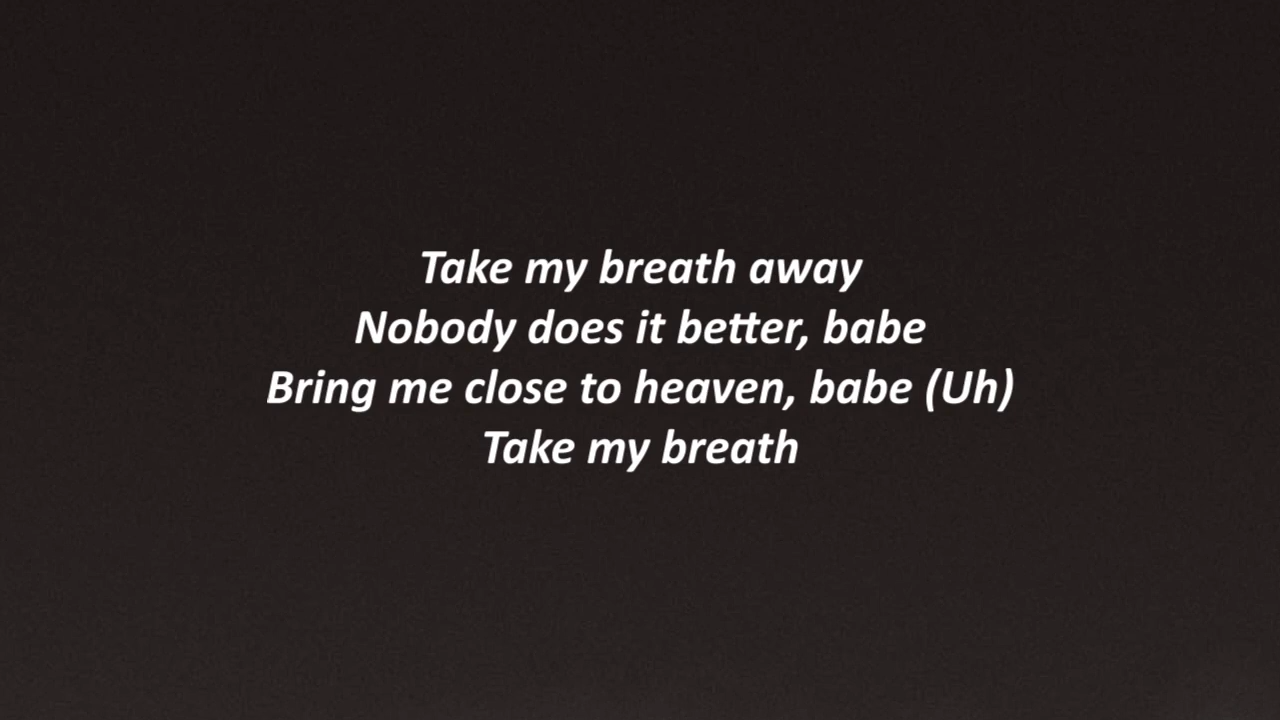 Take my breath away
Nobody does it better, babe
Bring me close to heaven, babe (Uh)
Take my breath